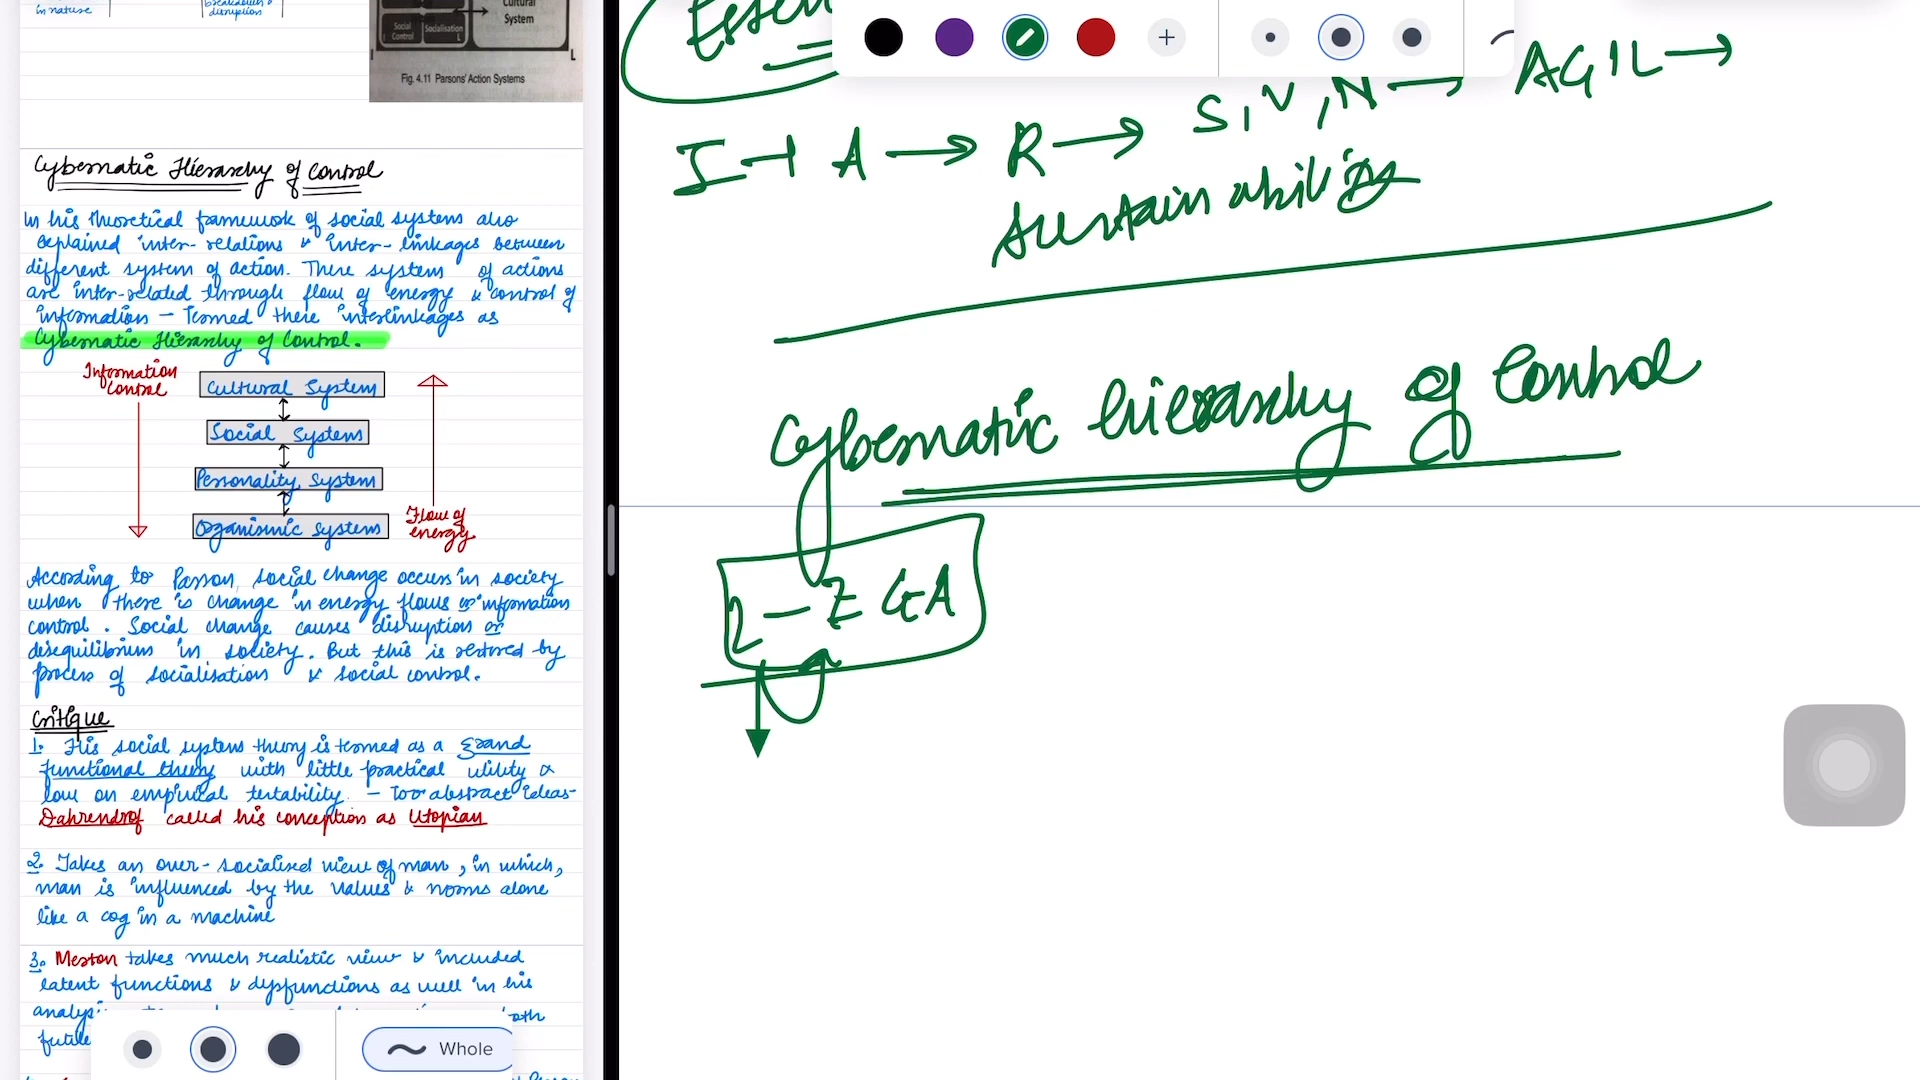 in nature
breakdown &
disruption
Cultural
System
Social
Control
Socialisation
I
L
L
Fig. 4.11 Parsons' Action Systems
Cybernatic Hierarchy of Control
In his theoretical framework of social systems also
explained inter-relations & inter-linkages between
different system of action. These system of actions
are inter-related through flow of energy & control of
information – Termed these interlinkages as
Cybernatic Hierarchy of Control.
Information
Control
Cultural System
Social System
Personality System
Organismic System
Flow of
energy
According to Parson, social change occurs in society
when there is change in energy flows or information
control. Social change causes disruption or
disequilibrium in society. But this is restored by
process of socialisation & social control.
Critique
1. His social systems theory is termed as a grand
functional theory with little practical utility &
low on empirical testability. – Too abstract ideas-
Dahrendrof called his conception as Utopian
2. Takes an over-socialised view of man, in which,
man is influenced by the values & norms alone
like a cog in a machine
3. Merton takes much realistic view & included
latent functions & dysfunctions as well in his
Whole
I → A → R → S, V, N → AGIL →
Sustainability
Cybernatic hierarchy of Control